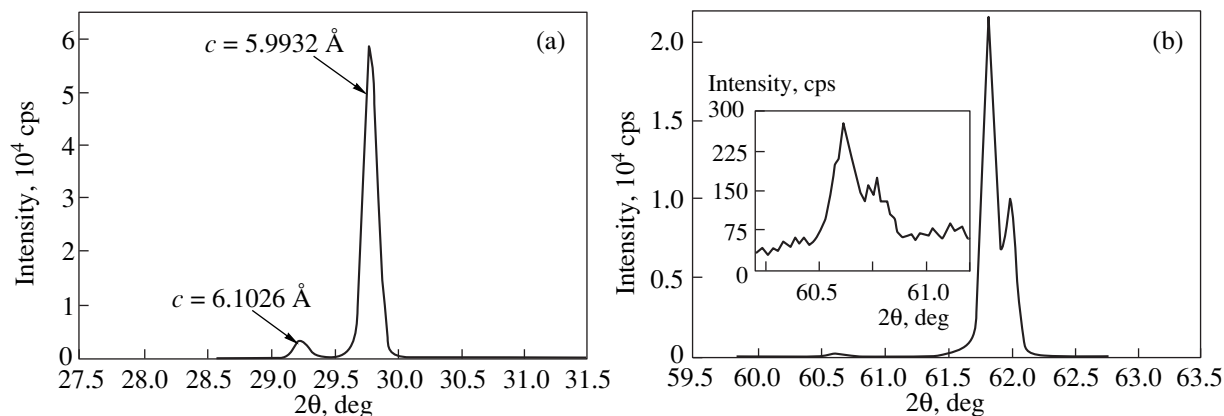 (a)
Intensity, 10⁴ cps
6
5
4
3
2
1
0
c = 5.9932 Å
c = 6.1026 Å
27.5 28.0 28.5 29.0 29.5 30.0 30.5 31.0 31.5
2θ, deg
(b)
Intensity, 10⁴ cps
2.0
1.5
1.0
0.5
0
Intensity, cps
300
225
150
75
0
60.5 61.0
2θ, deg
59.5 60.0 60.5 61.0 61.5 62.0 62.5 63.0 63.5
2θ, deg